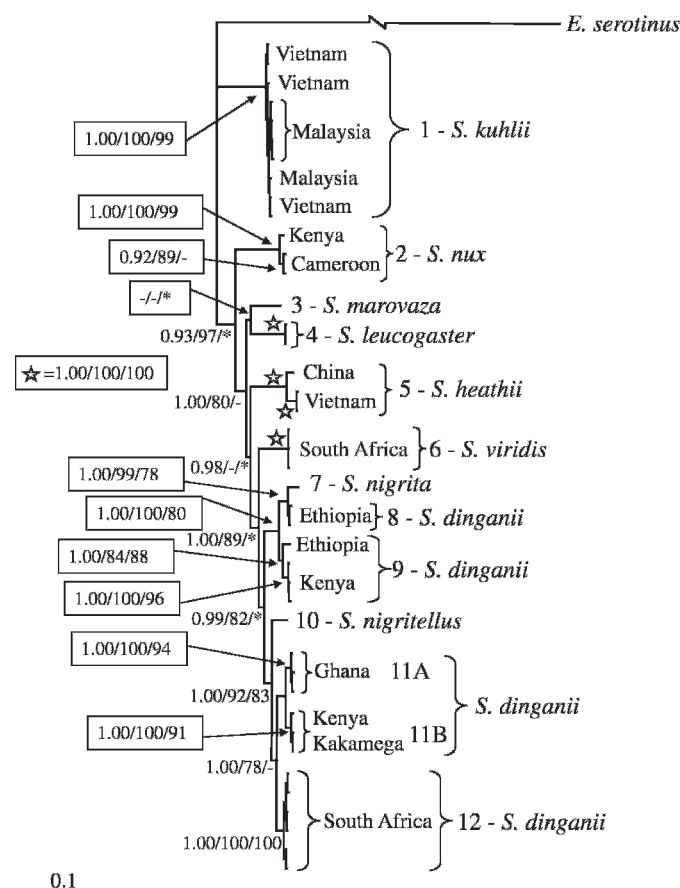 E. serotinus
Vietnam
Vietnam
Malaysia
1 - S. kuhlii
1.00/100/99
Malaysia
Vietnam
1.00/100/99
Kenya
Cameroon
2 - S. nux
0.92/89/-
-/-/*
3 - S. marovaza
4 - S. leucogaster
0.93/97/*
☆=1.00/100/100
China
Vietnam
5 - S. heathii
1.00/80/-
South Africa
6 - S. viridis
0.98/-/*
1.00/99/78
7 - S. nigrita
1.00/100/80
Ethiopia
8 - S. dinganii
1.00/89/*
1.00/84/88
Ethiopia
Kenya
9 - S. dinganii
1.00/100/96
0.99/82/*
10 - S. nigritellus
1.00/100/94
Ghana 11A
1.00/92/83
S. dinganii
Kenya
Kakamega 11B
1.00/100/91
1.00/78/-
South Africa
12 - S. dinganii
1.00/100/100
0.1